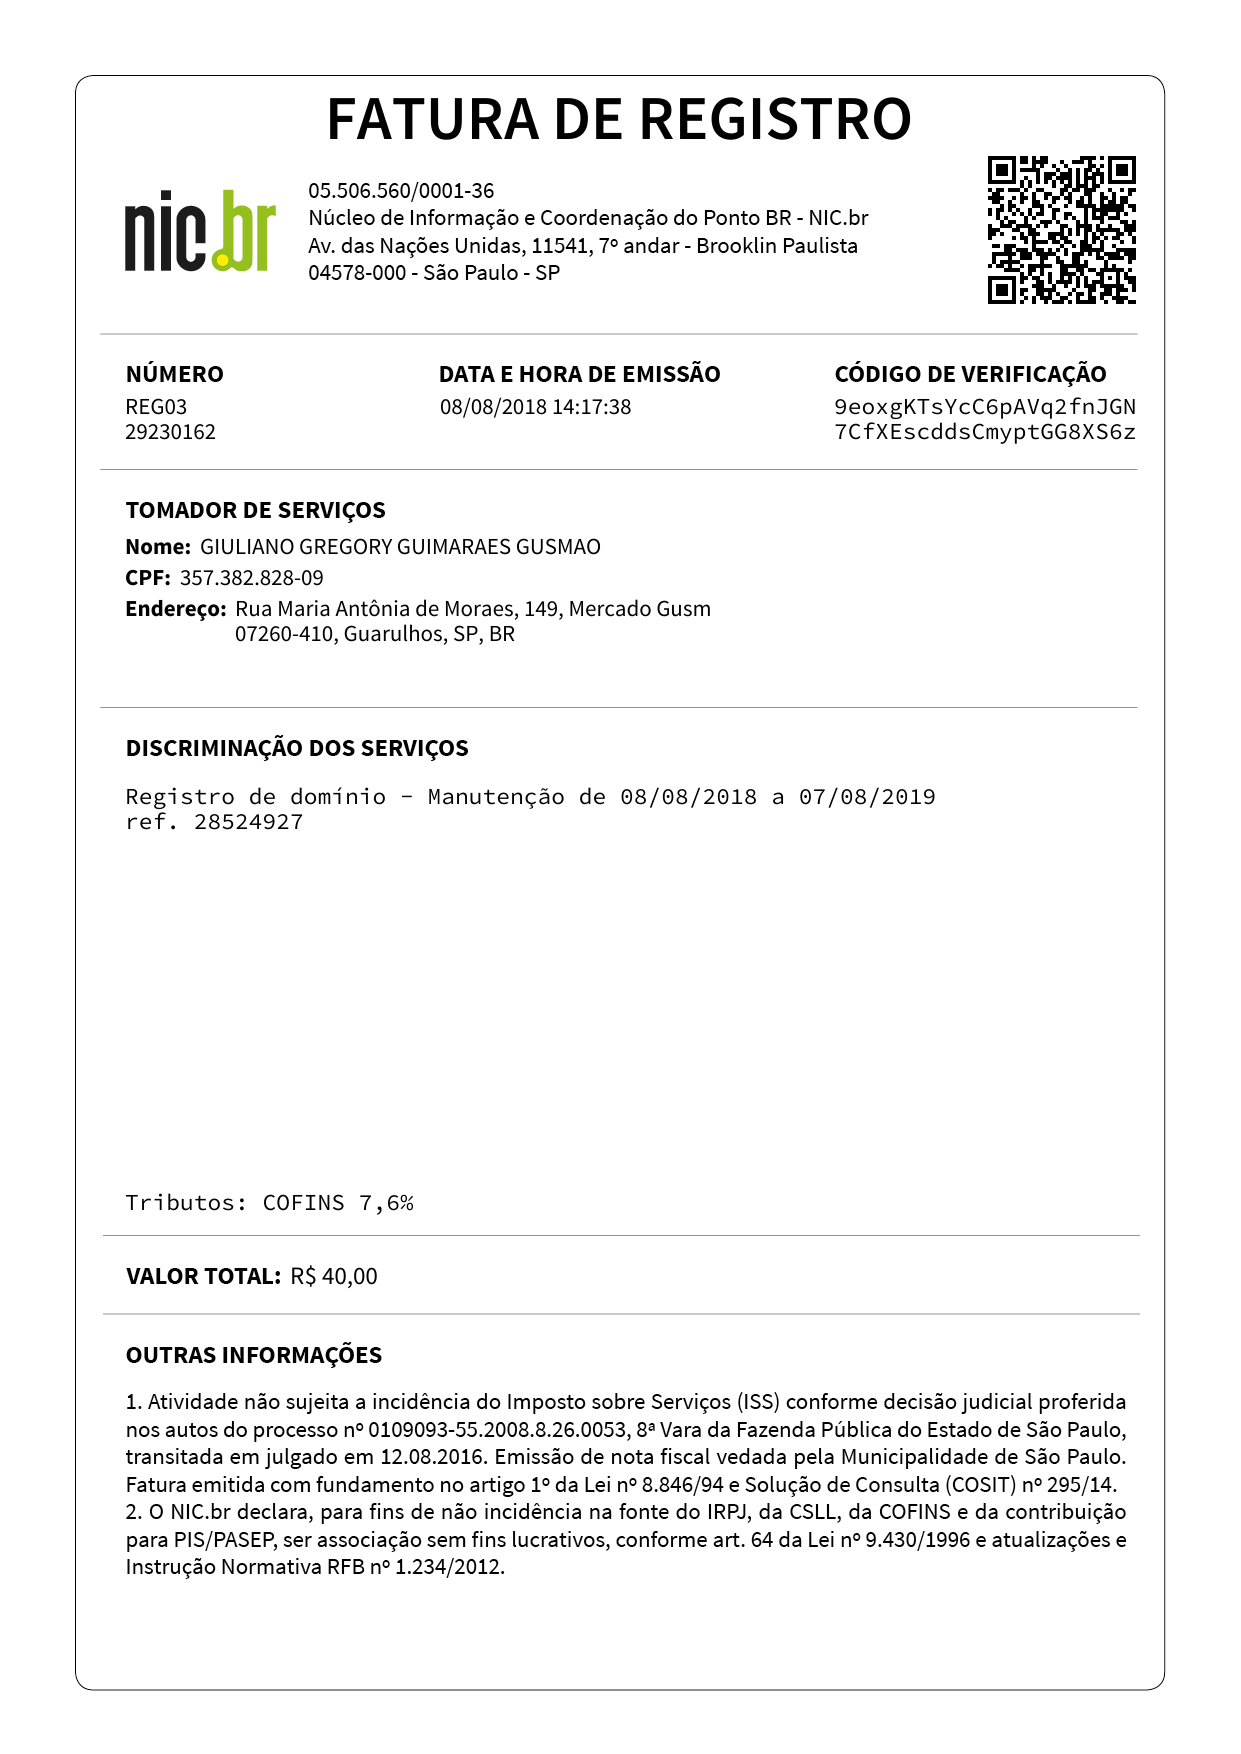 FATURA DE REGISTRO
nic.br
05.506.560/0001-36
Núcleo de Informação e Coordenação do Ponto BR - NIC.br
Av. das Nações Unidas, 11541, 7º andar - Brooklin Paulista
04578-000 - São Paulo - SP
NÚMERO
REG03
29230162
DATA E HORA DE EMISSÃO
08/08/2018 14:17:38
CÓDIGO DE VERIFICAÇÃO
9eoxgKTsYcC6pAVq2fnJGN
7CfXEscddsCmyptGG8XS6z
TOMADOR DE SERVIÇOS
Nome: GIULIANO GREGORY GUIMARAES GUSMAO
CPF: 357.382.828-09
Endereço: Rua Maria Antônia de Moraes, 149, Mercado Gusm
07260-410, Guarulhos, SP, BR
DISCRIMINAÇÃO DOS SERVIÇOS
Registro de domínio - Manutenção de 08/08/2018 a 07/08/2019
ref. 28524927
Tributos: COFINS 7,6%
VALOR TOTAL: R$ 40,00
OUTRAS INFORMAÇÕES
1. Atividade não sujeita a incidência do Imposto sobre Serviços (ISS) conforme decisão judicial proferida
nos autos do processo nº 0109093-55.2008.8.26.0053, 8ª Vara da Fazenda Pública do Estado de São Paulo,
transitada em julgado em 12.08.2016. Emissão de nota fiscal vedada pela Municipalidade de São Paulo.
Fatura emitida com fundamento no artigo 1º da Lei nº 8.846/94 e Solução de Consulta (COSIT) nº 295/14.
2. O NIC.br declara, para fins de não incidência na fonte do IRPJ, da CSLL, da COFINS e da contribuição
para PIS/PASEP, ser associação sem fins lucrativos, conforme art. 64 da Lei nº 9.430/1996 e atualizações e
Instrução Normativa RFB nº 1.234/2012.